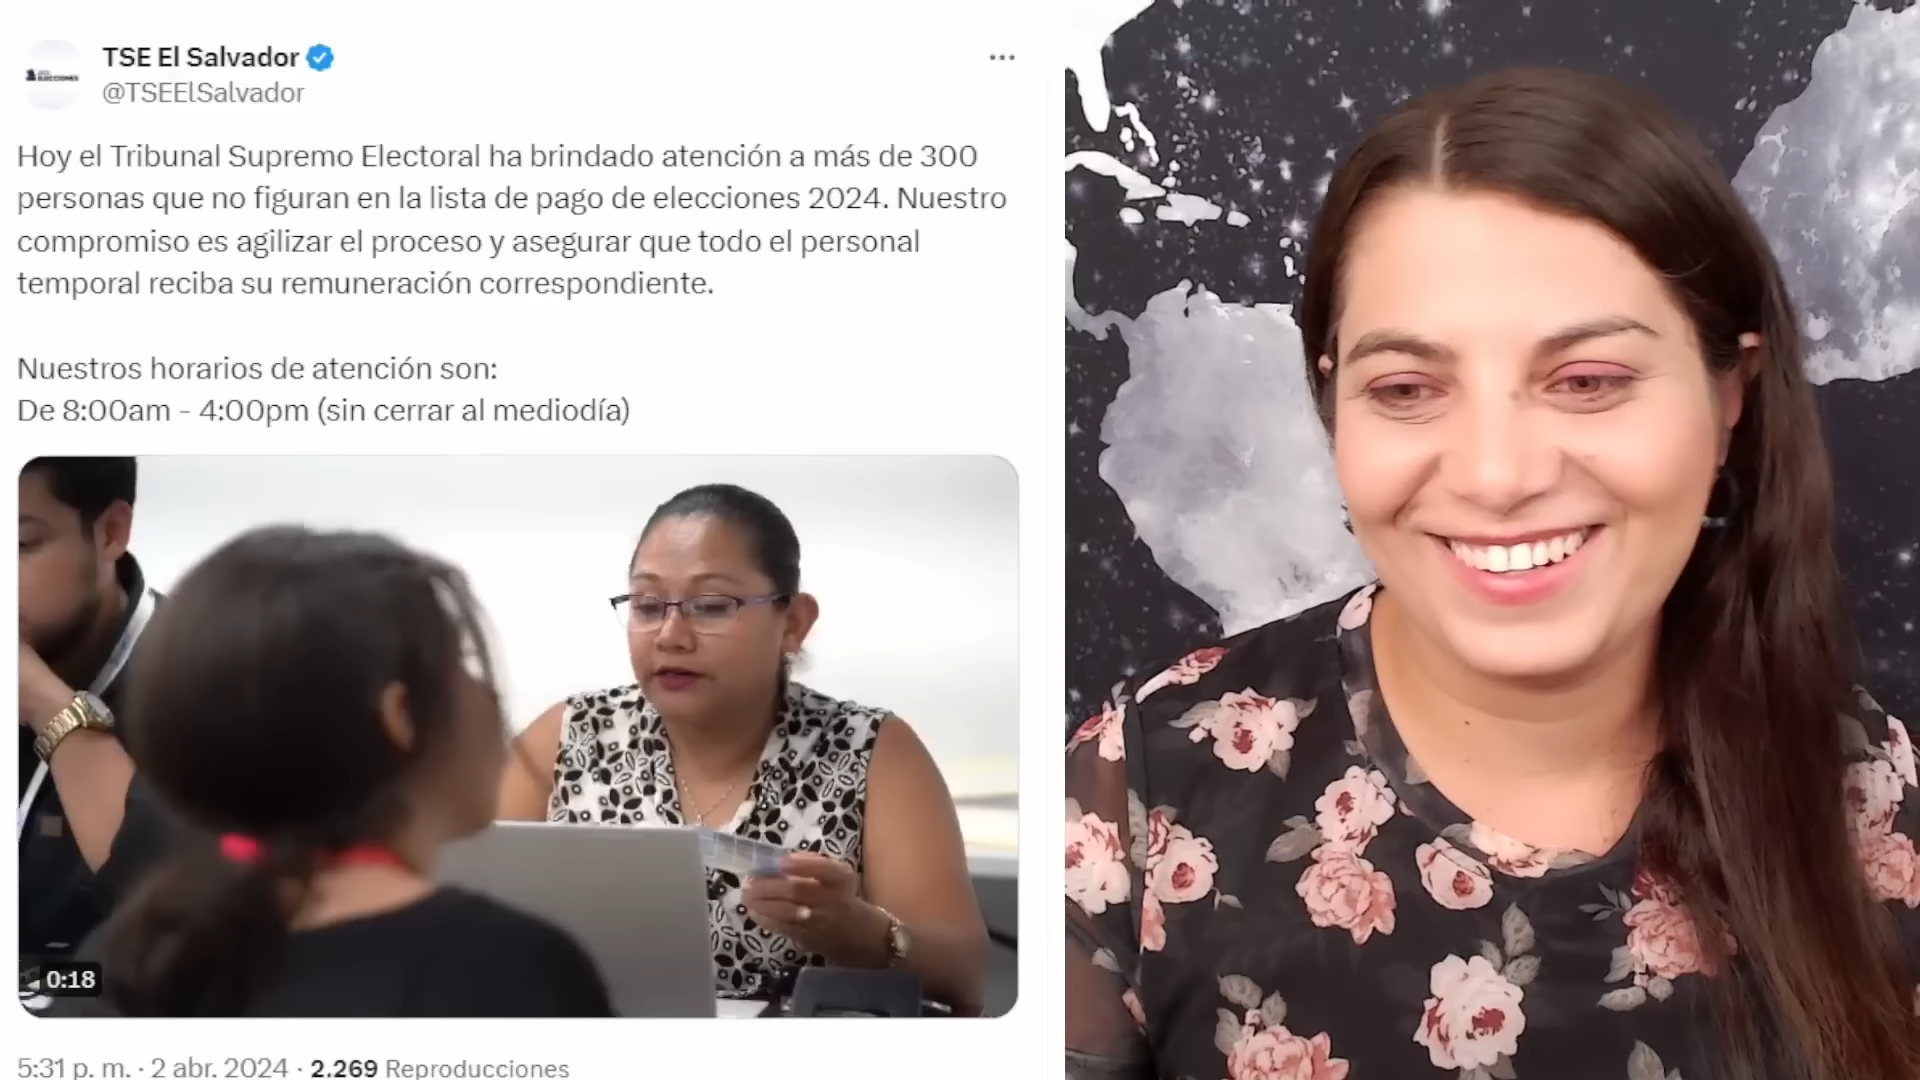 TSE El Salvador
@TSEElSalvador
Hoy el Tribunal Supremo Electoral ha brindado atención a más de 300
personas que no figuran en la lista de pago de elecciones 2024. Nuestro
compromiso es agilizar el proceso y asegurar que todo el personal
temporal reciba su remuneración correspondiente.
Nuestros horarios de atención son:
De 8:00am - 4:00pm (sin cerrar al mediodía)
0:18
5:31 p. m. · 2 abr. 2024 · 2.269 Reproducciones